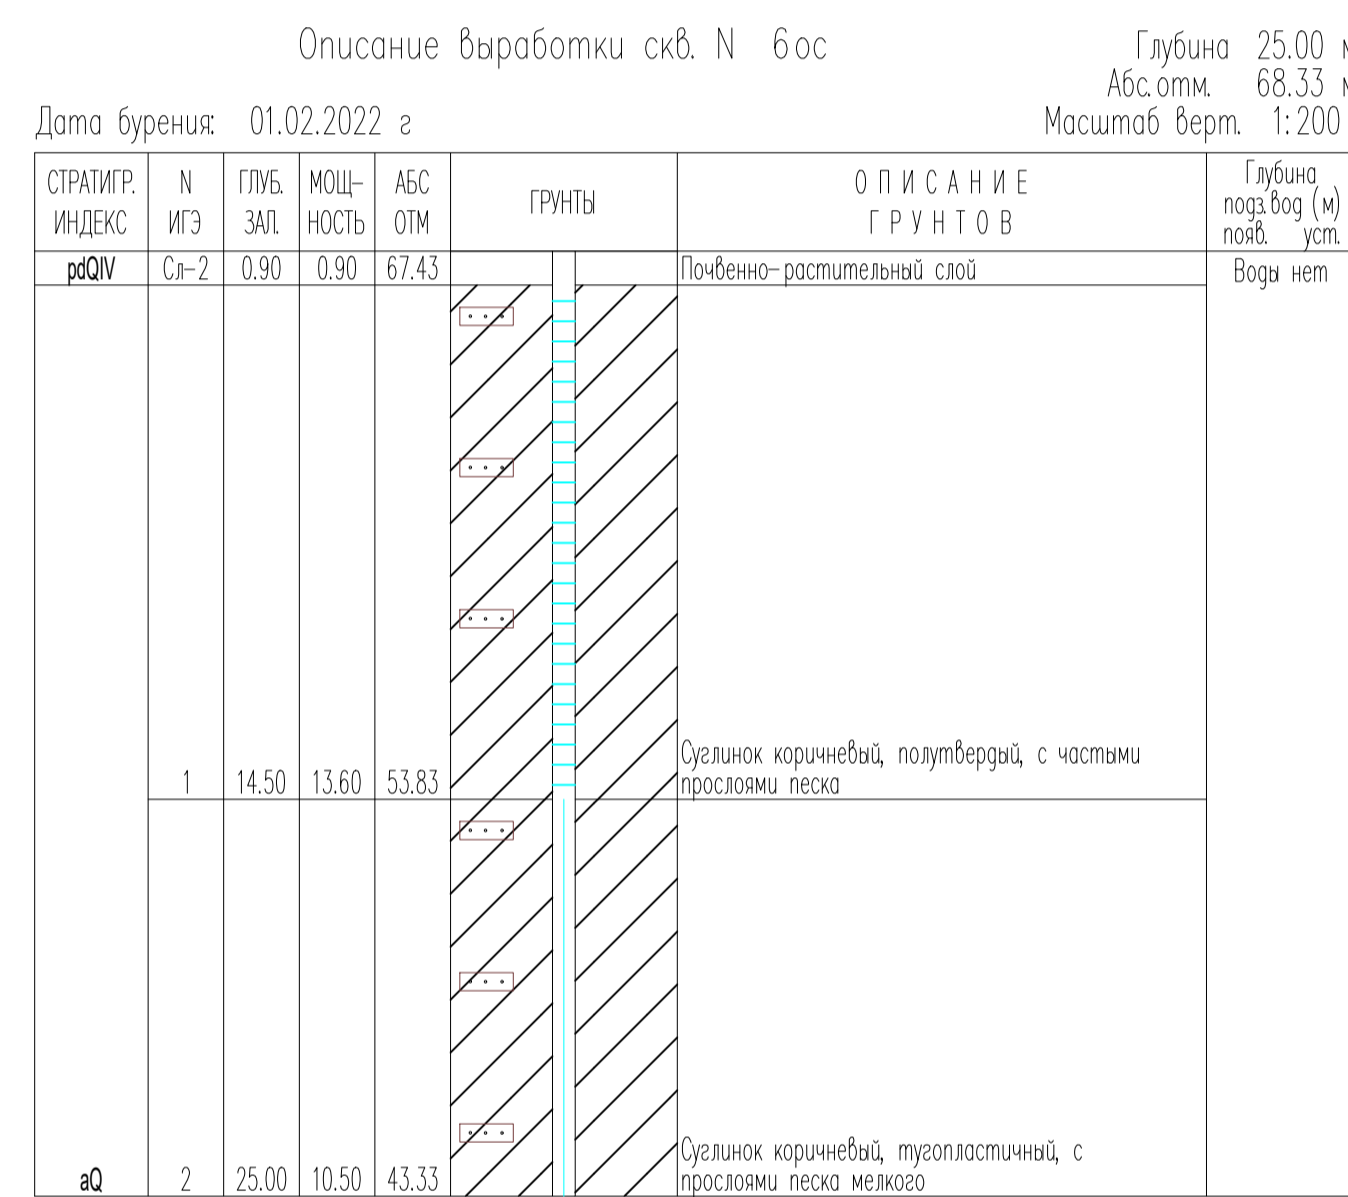 Описание выработки скв. N 6ос
Глубина 25.00 м
Абс.отм. 68.33 м
Дата бурения: 01.02.2022 г
Масштаб верт. 1:200
СТРАТИГР. ИНДЕКС
N ИГЭ
ГЛУБ. ЗАЛ.
МОЩ-НОСТЬ
АБС ОТМ
ГРУНТЫ
ОПИСАНИЕ
ГРУНТОВ
Глубина
подз.вод (м)
появ. уст.
pdQIV Сл-2 0.90 0.90 67.43 Почвенно-растительный слой Воды нет
Суглинок коричневый, полутвердый, с частыми
1 14.50 13.60 53.83 прослоями песка
Суглинок коричневый, тугопластичный, с
aQ 2 25.00 10.50 43.33 прослоями песка мелкого